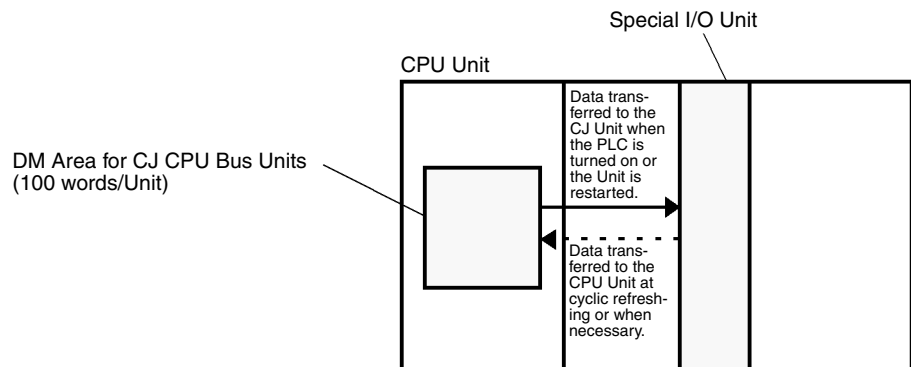 Special I/O Unit
CPU Unit
Data trans-
ferred to the
CJ Unit when
the PLC is
turned on or
the Unit is
restarted.
DM Area for CJ CPU Bus Units
(100 words/Unit)
Data trans-
ferred to the
CPU Unit at
cyclic refresh-
ing or when
necessary.